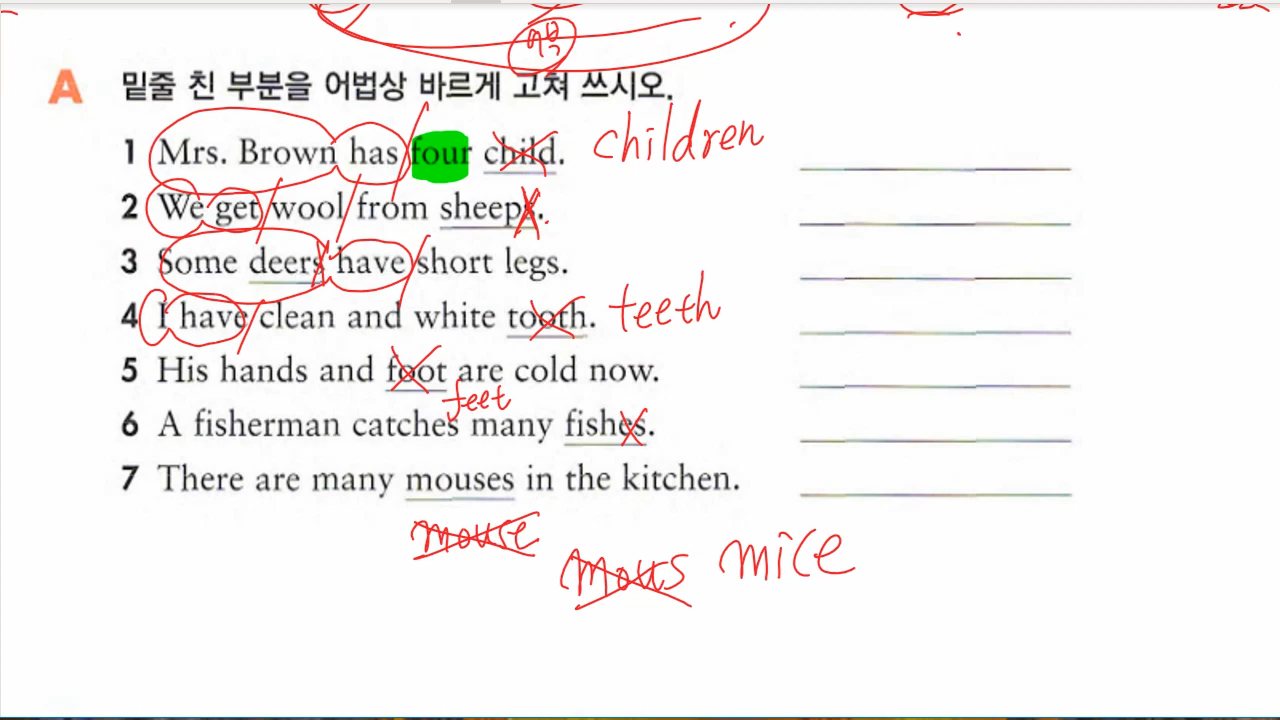 어복
A 밑줄 친 부분을 어법상 바르게 고쳐 쓰시오.
1 Mrs. Brown has four child. children
2 We get wool from sheeps.
3 Some deers have short legs.
4 I have clean and white tooth. teeth
5 His hands and foot are cold now.
feet
6 A fisherman catches many fishes.
7 There are many mouses in the kitchen.
mouse
mous mice